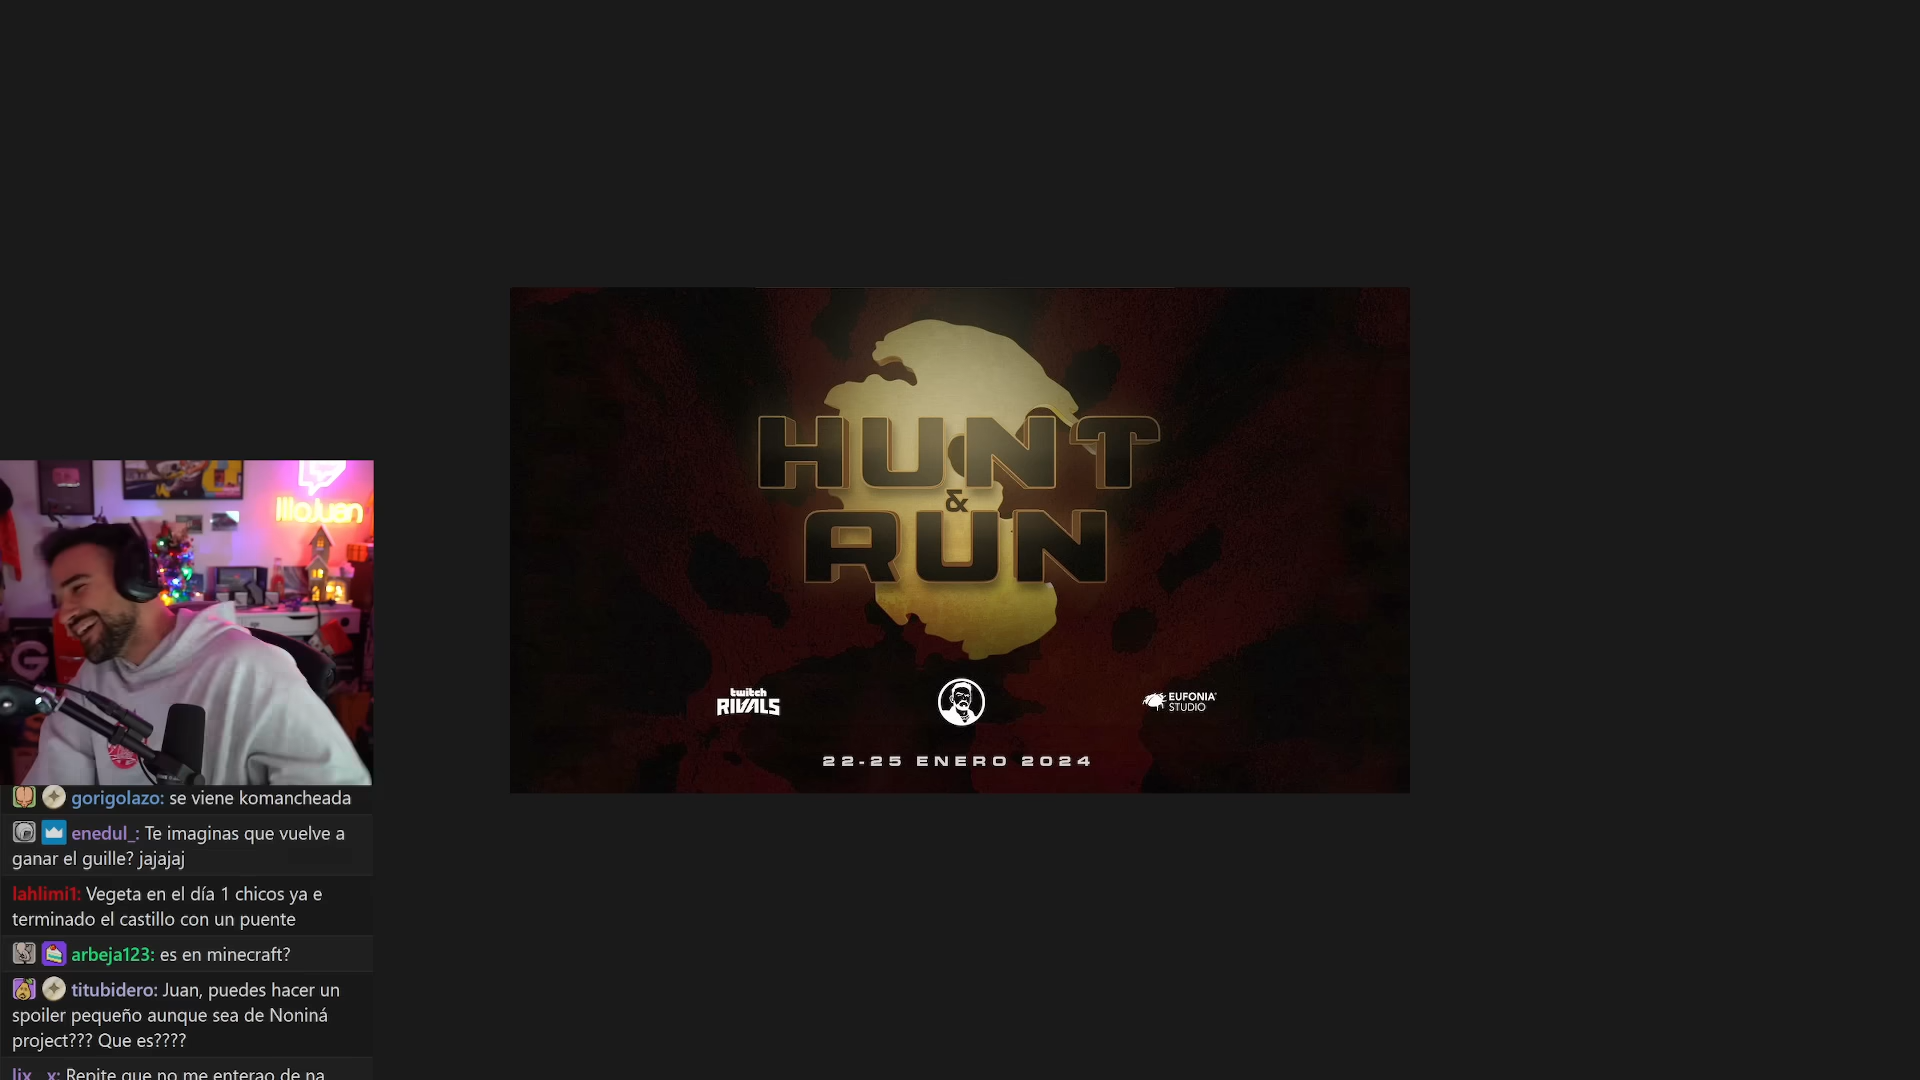 HUNT
&
RUN
twitch
RIVALS
EUFONIA
STUDIO
22-25 ENERO 2024
IlloJuan
G
gorigolazo: se viene komancheada
enedul_: Te imaginas que vuelve a
ganar el guille? jajajaj
lahlimi1: Vegeta en el día 1 chicos ya e
terminado el castillo con un puente
arbeja123: es en minecraft?
titubidero: Juan, puedes hacer un
spoiler pequeño aunque sea de Noniná
project??? Que es????
lix_x: Repite que no me enterao de na